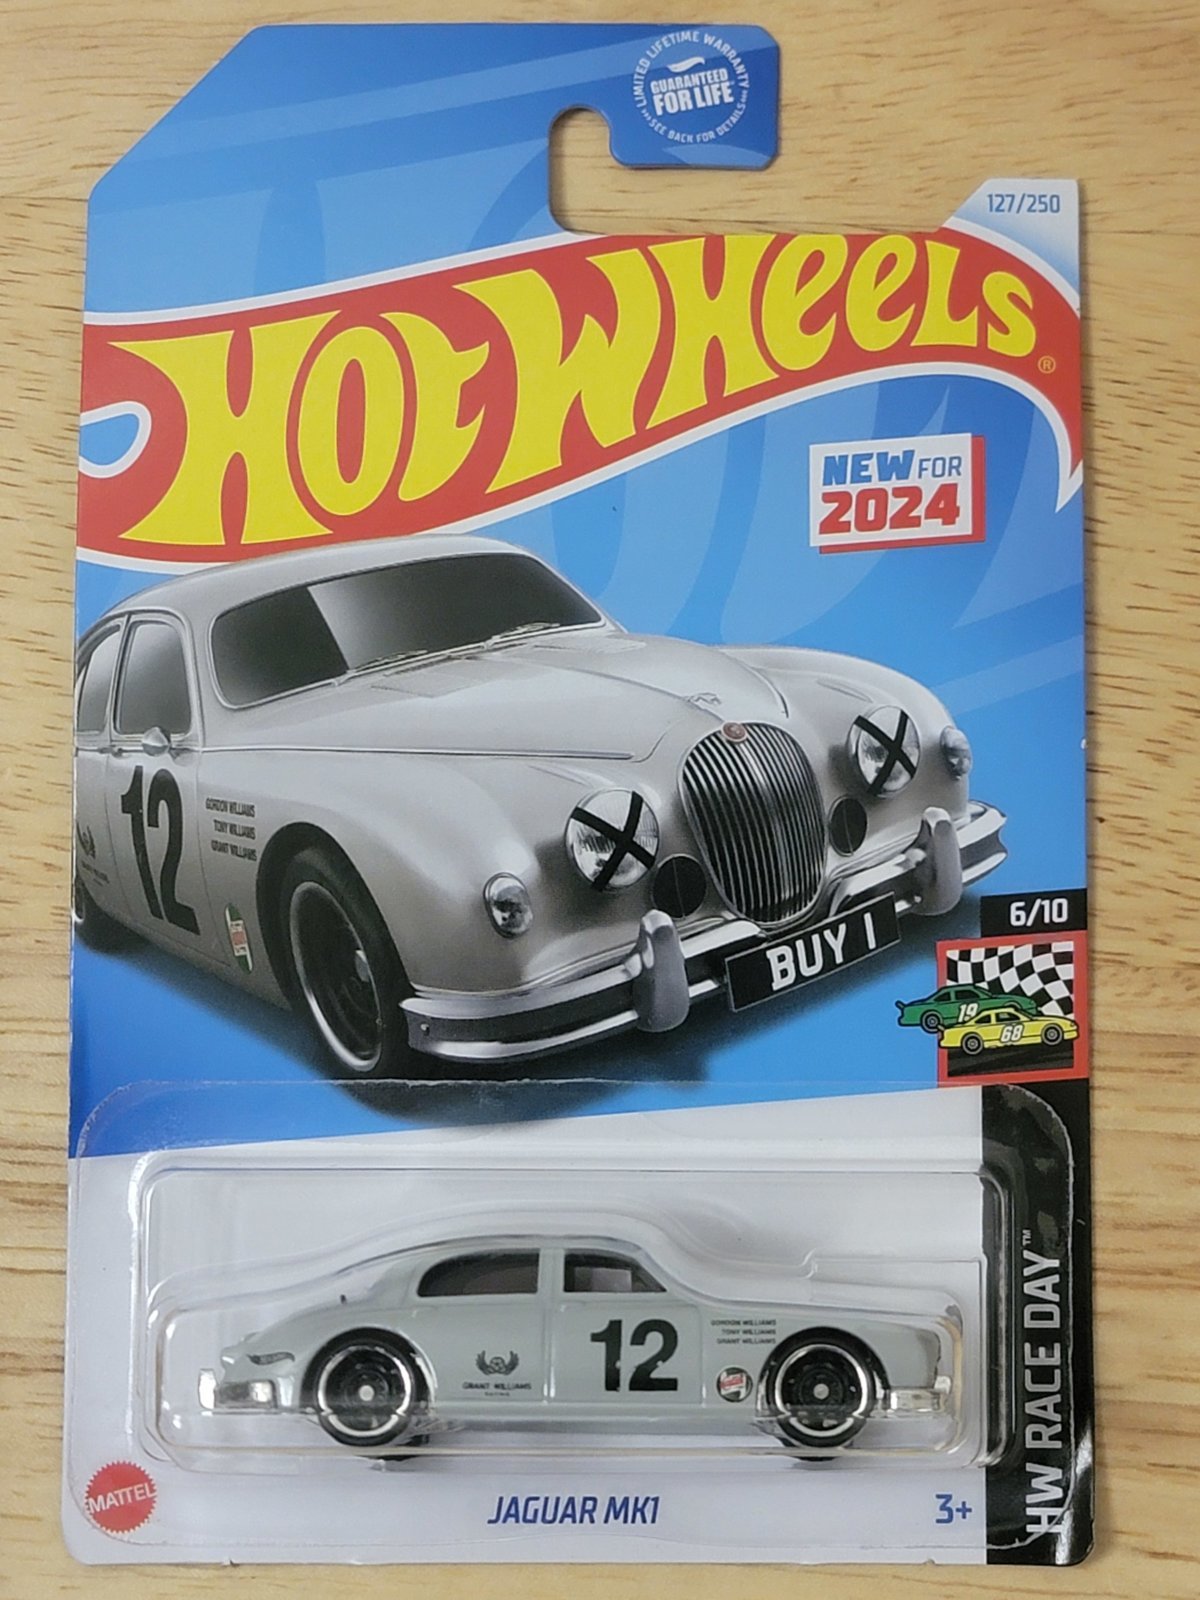 LIMITED LIFETIME WARRANTY
GUARANTEED
FOR LIFE
SEE BACK FOR DETAILS
127/250
HOT WHEELS®
NEW FOR
2024
12
GORDON WILLIAMS
TONY WILLIAMS
GRANT WILLIAMS
BUY 1
6/10
19
68
HW RACE DAY™
12
GORDON WILLIAMS
TONY WILLIAMS
GRANT WILLIAMS
GRANT WILLIAMS
RACING
Castrol
MATTEL
JAGUAR MK1
3+